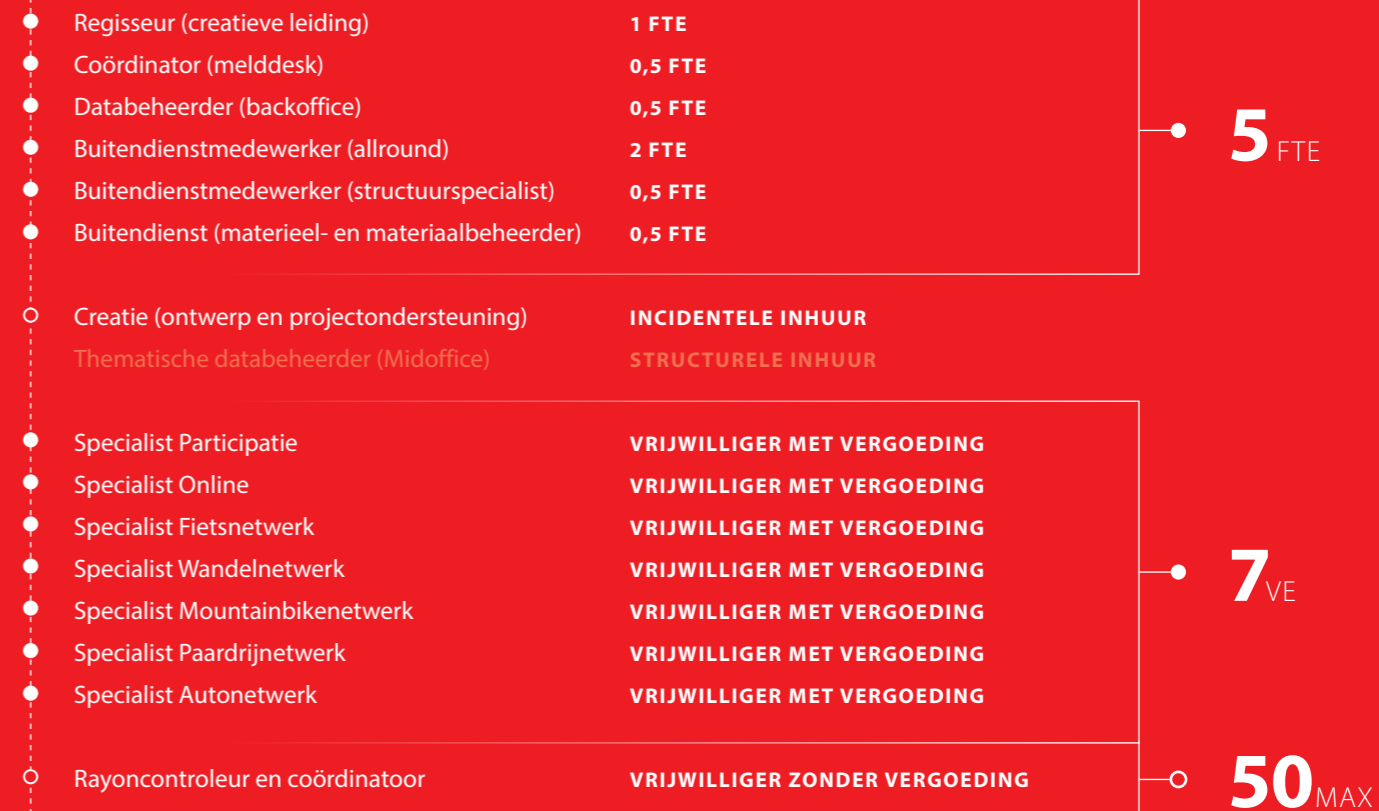 Regisseur (creatieve leiding) 1 FTE
Coördinator (melddesk) 0,5 FTE
Databeheerder (backoffice) 0,5 FTE
Buitendienstmedewerker (allround) 2 FTE
5 FTE
Buitendienstmedewerker (structuurspecialist) 0,5 FTE
Buitendienst (materieel- en materiaalbeheerder) 0,5 FTE
Creatie (ontwerp en projectondersteuning) INCIDENTELE INHUUR
Thematische databeheerder (Midoffice) STRUCTURELE INHUUR
Specialist Participatie VRIJWILLIGER MET VERGOEDING
Specialist Online VRIJWILLIGER MET VERGOEDING
Specialist Fietsnetwerk VRIJWILLIGER MET VERGOEDING
Specialist Wandelnetwerk VRIJWILLIGER MET VERGOEDING
7 VE
Specialist Mountainbikenetwerk VRIJWILLIGER MET VERGOEDING
Specialist Paardrijnetwerk VRIJWILLIGER MET VERGOEDING
Specialist Autonetwerk VRIJWILLIGER MET VERGOEDING
Rayoncontroleur en coördinatoor VRIJWILLIGER ZONDER VERGOEDING
50 MAX